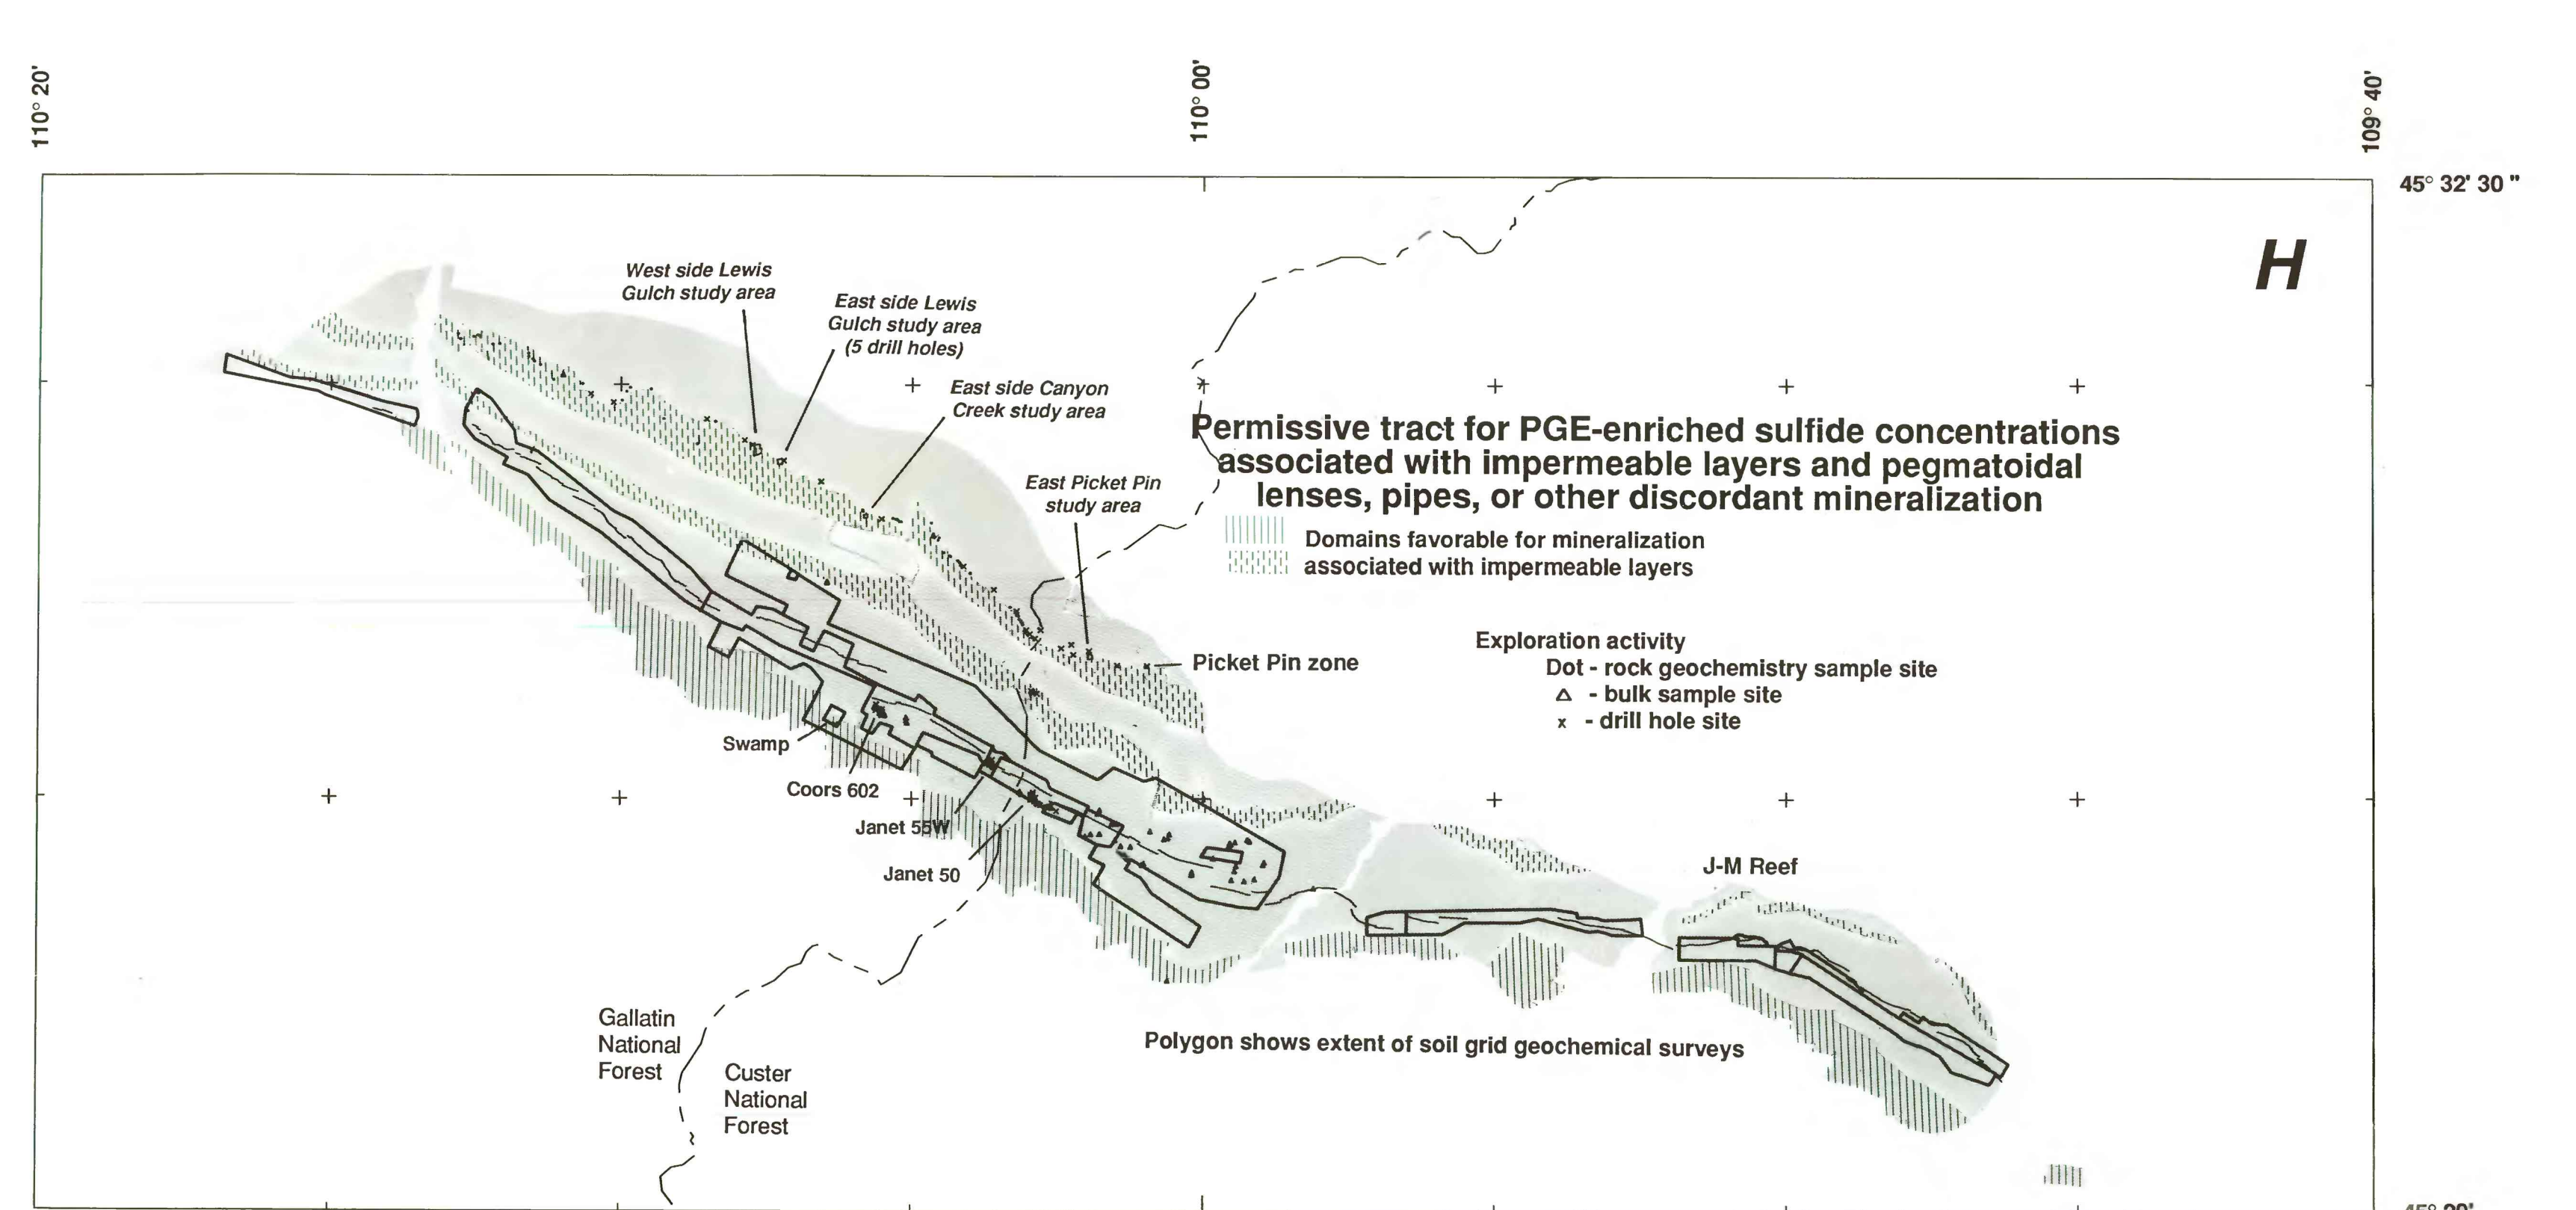 110° 20'
110° 00'
109° 40'
45° 32' 30 "
H
West side Lewis
Gulch study area
East side Lewis
Gulch study area
(5 drill holes)
East side Canyon
Creek study area
East Picket Pin
study area
Permissive tract for PGE-enriched sulfide concentrations
associated with impermeable layers and pegmatoidal
lenses, pipes, or other discordant mineralization
Domains favorable for mineralization
associated with impermeable layers
Exploration activity
Dot - rock geochemistry sample site
△ - bulk sample site
x - drill hole site
Picket Pin zone
Swamp
Coors 602
Janet 55W
Janet 50
J-M Reef
Gallatin
National
Forest
Custer
National
Forest
Polygon shows extent of soil grid geochemical surveys